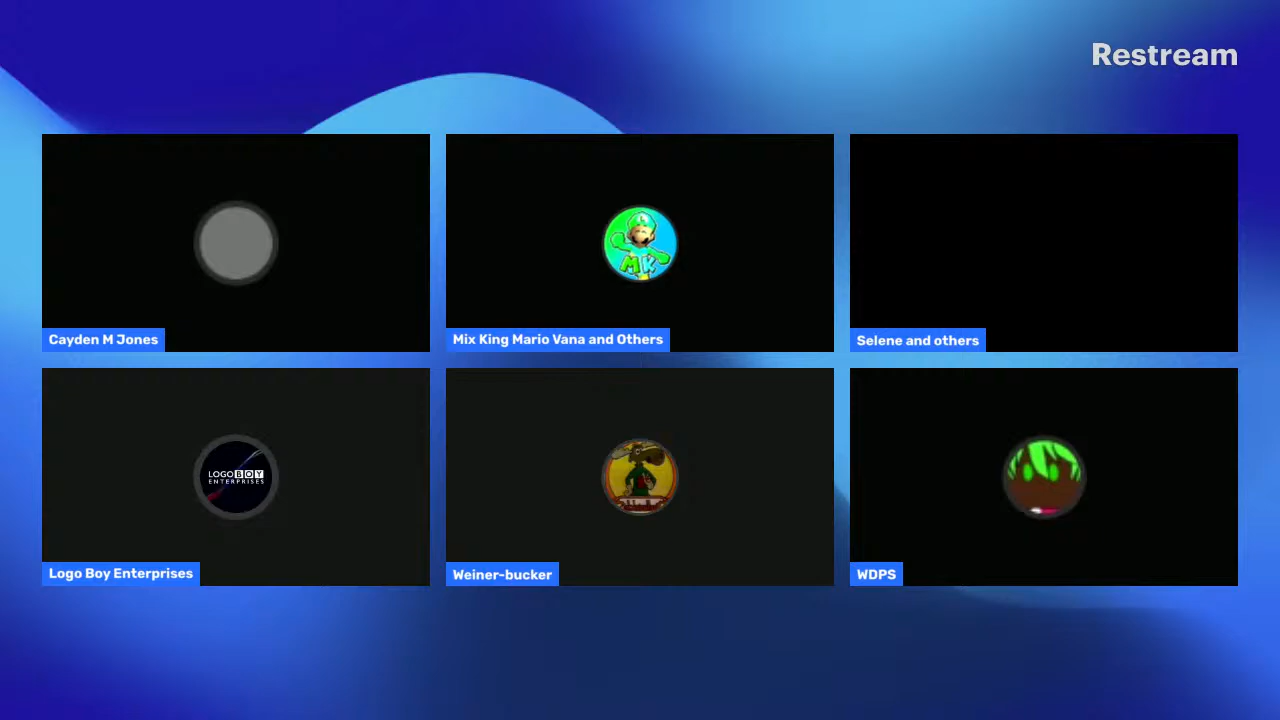 Restream
Cayden M Jones
MK
Mix King Mario Vana and Others
Selene and others
LOGO BOY
ENTERPRISES
Logo Boy Enterprises
Weiner-bucker
WDPS